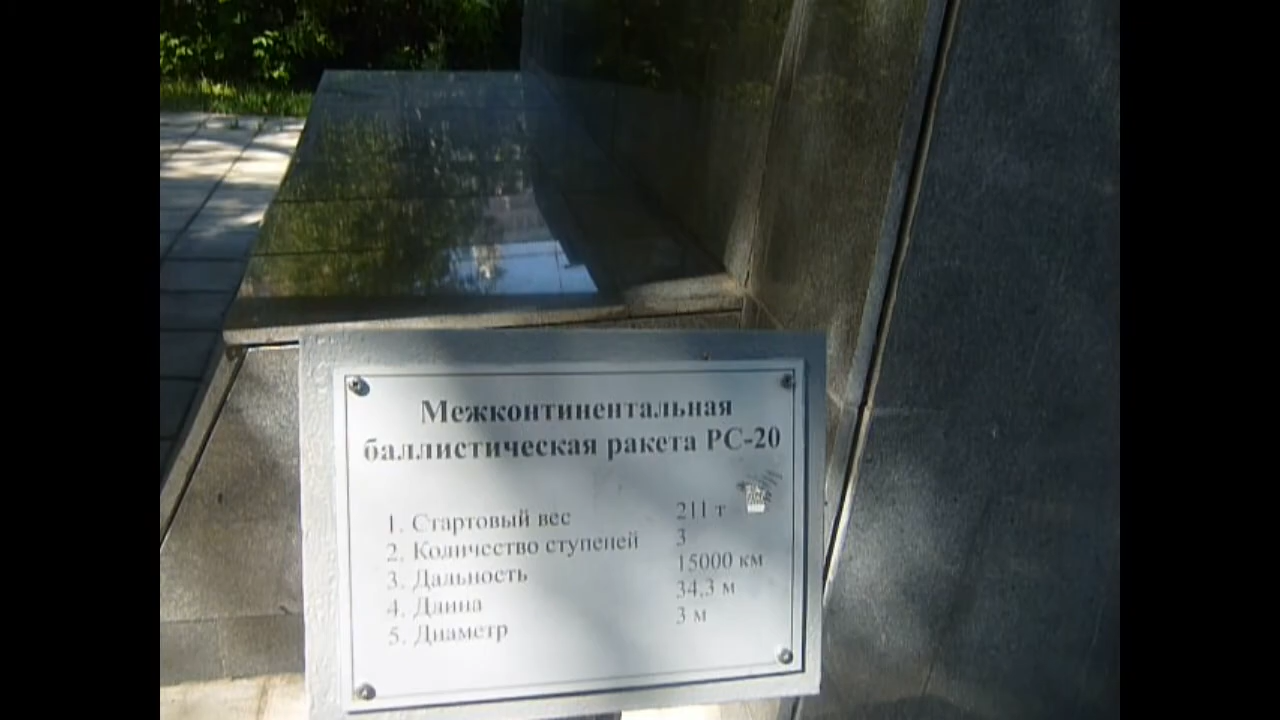 Межконтинентальная
баллистическая ракета РС-20
1. Стартовый вес 211 т
2. Количество ступеней 3
3. Дальность 15000 км
4. Длина 34,3 м
5. Диаметр 3 м